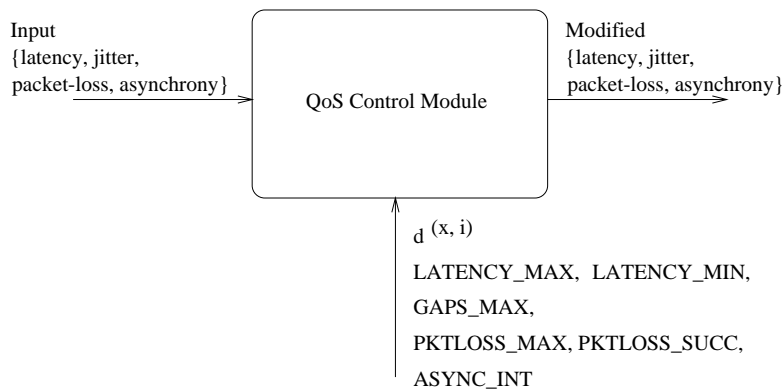 Input
{latency, jitter,
packet-loss, asynchrony}
QoS Control Module
Modified
{latency, jitter,
packet-loss, asynchrony}
d (x, i)
LATENCY_MAX, LATENCY_MIN,
GAPS_MAX,
PKTLOSS_MAX, PKTLOSS_SUCC,
ASYNC_INT